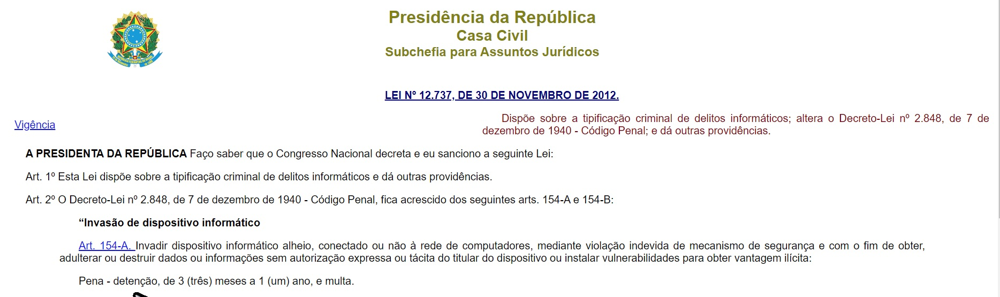 Presidência da República
Casa Civil
Subchefia para Assuntos Jurídicos
LEI Nº 12.737, DE 30 DE NOVEMBRO DE 2012.
Vigência
Dispõe sobre a tipificação criminal de delitos informáticos; altera o Decreto-Lei nº 2.848, de 7 de
dezembro de 1940 - Código Penal; e dá outras providências.
A PRESIDENTA DA REPÚBLICA Faço saber que o Congresso Nacional decreta e eu sanciono a seguinte Lei:
Art. 1º Esta Lei dispõe sobre a tipificação criminal de delitos informáticos e dá outras providências.
Art. 2º O Decreto-Lei nº 2.848, de 7 de dezembro de 1940 - Código Penal, fica acrescido dos seguintes arts. 154-A e 154-B:
“Invasão de dispositivo informático
Art. 154-A. Invadir dispositivo informático alheio, conectado ou não à rede de computadores, mediante violação indevida de mecanismo de segurança e com o fim de obter,
adulterar ou destruir dados ou informações sem autorização expressa ou tácita do titular do dispositivo ou instalar vulnerabilidades para obter vantagem ilícita:
Pena - detenção, de 3 (três) meses a 1 (um) ano, e multa.